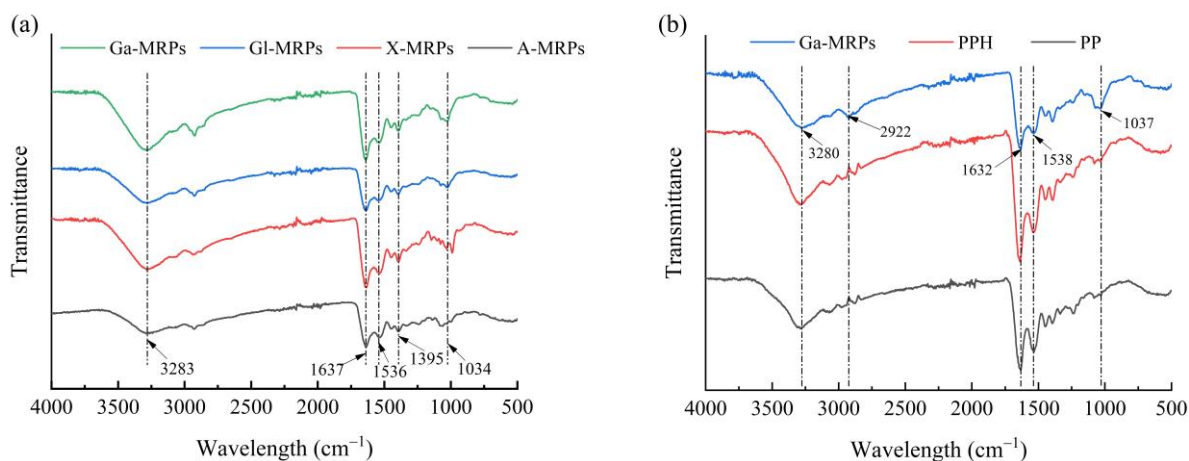 (a)
Ga-MRPs Gl-MRPs X-MRPs A-MRPs
Transmittance
3283
1637
1536
1395
1034
4000 3500 3000 2500 2000 1500 1000 500
Wavelength (cm⁻¹)
(b)
Ga-MRPs PPH PP
Transmittance
3280
2922
1632
1538
1037
4000 3500 3000 2500 2000 1500 1000 500
Wavelength (cm⁻¹)